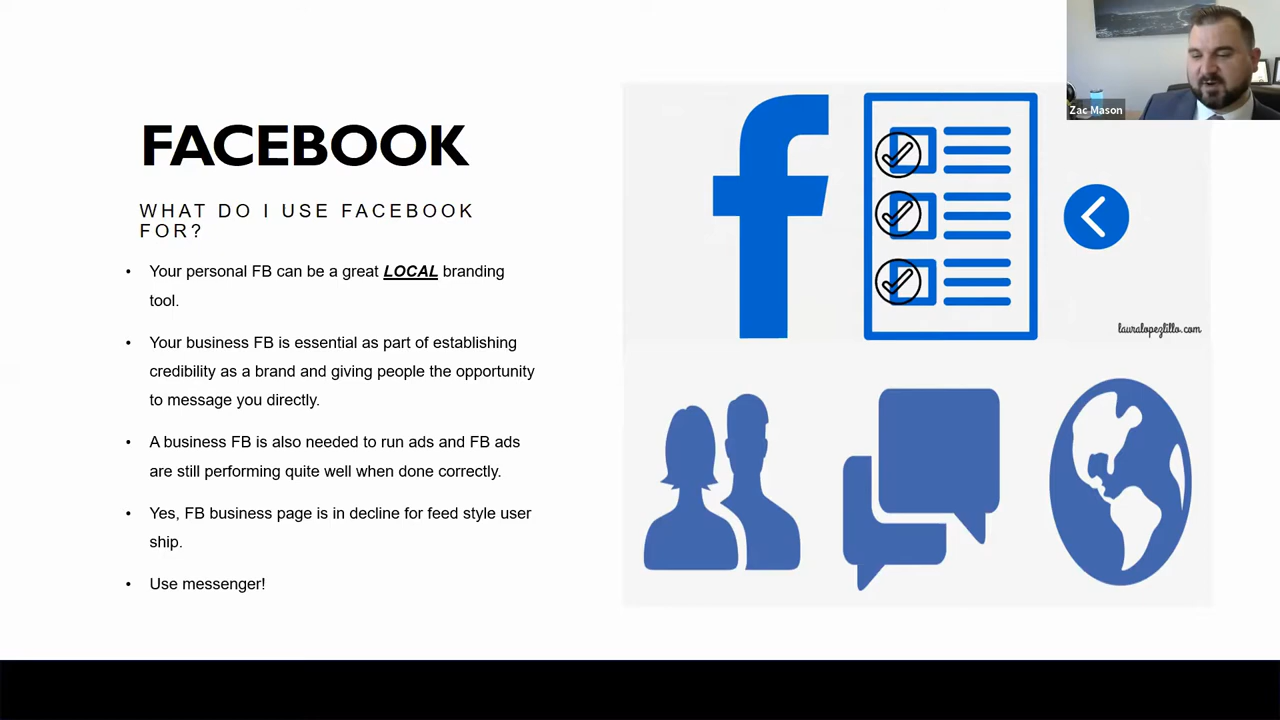 FACEBOOK
WHAT DO I USE FACEBOOK
FOR?
• Your personal FB can be a great LOCAL branding
tool.
• Your business FB is essential as part of establishing
credibility as a brand and giving people the opportunity
to message you directly.
• A business FB is also needed to run ads and FB ads
are still performing quite well when done correctly.
• Yes, FB business page is in decline for feed style user
ship.
• Use messenger!
lauralopezlillo.com
Zac Mason